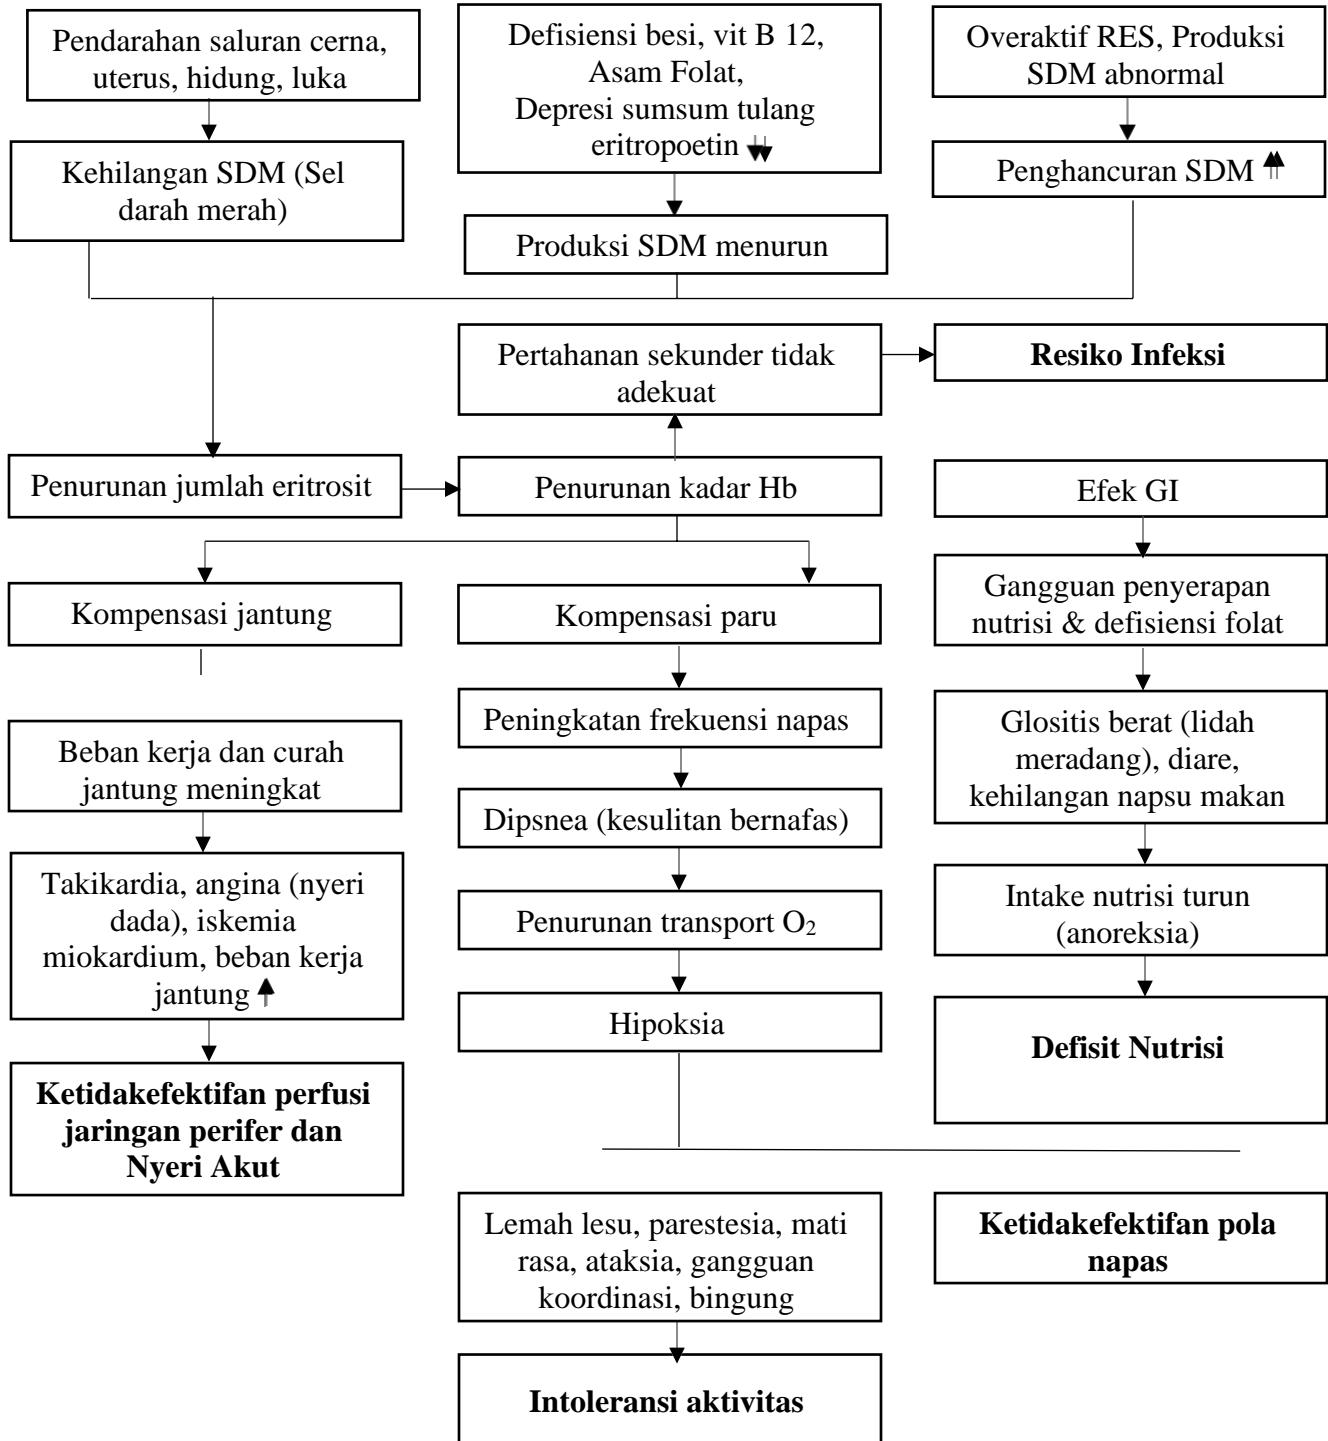 Pendarahan saluran cerna,
uterus, hidung, luka
Defisiensi besi, vit B 12,
Asam Folat,
Depresi sumsum tulang
eritropoetin
Overaktif RES, Produksi
SDM abnormal
Kehilangan SDM (Sel
darah merah)
Produksi SDM menurun
Penghancuran SDM
Pertahanan sekunder tidak
adekuat
Resiko Infeksi
Penurunan jumlah eritrosit
Penurunan kadar Hb
Efek GI
Kompensasi jantung
Kompensasi paru
Gangguan penyerapan
nutrisi & defisiensi folat
Beban kerja dan curah
jantung meningkat
Peningkatan frekuensi napas
Glositis berat (lidah
meradang), diare,
kehilangan napsu makan
Dipsnea (kesulitan bernafas)
Takikardia, angina (nyeri
dada), iskemia
miokardium, beban kerja
jantung
Penurunan transport O₂
Intake nutrisi turun
(anoreksia)
Hipoksia
Defisit Nutrisi
Ketidakefektifan perfusi
jaringan perifer dan
Nyeri Akut
Lemah lesu, parestesia, mati
rasa, ataksia, gangguan
koordinasi, bingung
Ketidakefektifan pola
napas
Intoleransi aktivitas